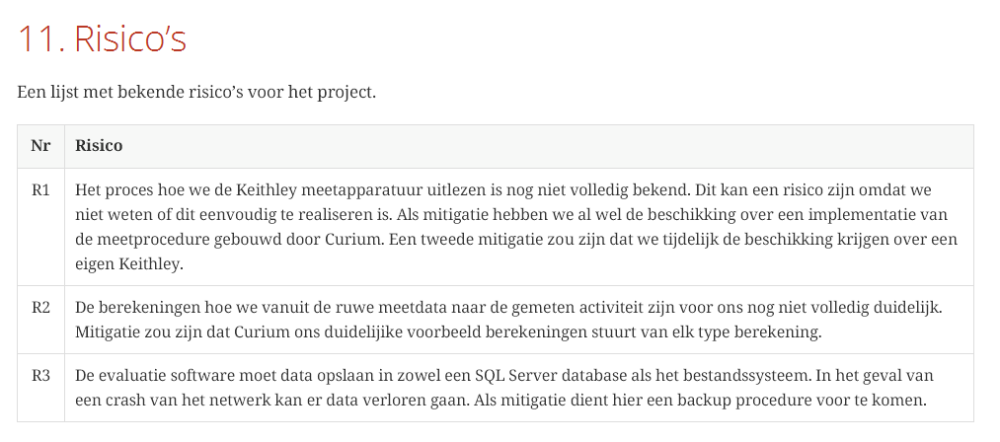 11. Risico’s
Een lijst met bekende risico’s voor het project.
Nr Risico
R1 Het proces hoe we de Keithley meetapparatuur uitlezen is nog niet volledig bekend. Dit kan een risico zijn omdat we
niet weten of dit eenvoudig te realiseren is. Als mitigatie hebben we al wel de beschikking over een implementatie van
de meetprocedure gebouwd door Curium. Een tweede mitigatie zou zijn dat we tijdelijk de beschikking krijgen over een
eigen Keithley.
R2 De berekeningen hoe we vanuit de ruwe meetdata naar de gemeten activiteit zijn voor ons nog niet volledig duidelijk.
Mitigatie zou zijn dat Curium ons duidelijike voorbeeld berekeningen stuurt van elk type berekening.
R3 De evaluatie software moet data opslaan in zowel een SQL Server database als het bestandssysteem. In het geval van
een crash van het netwerk kan er data verloren gaan. Als mitigatie dient hier een backup procedure voor te komen.